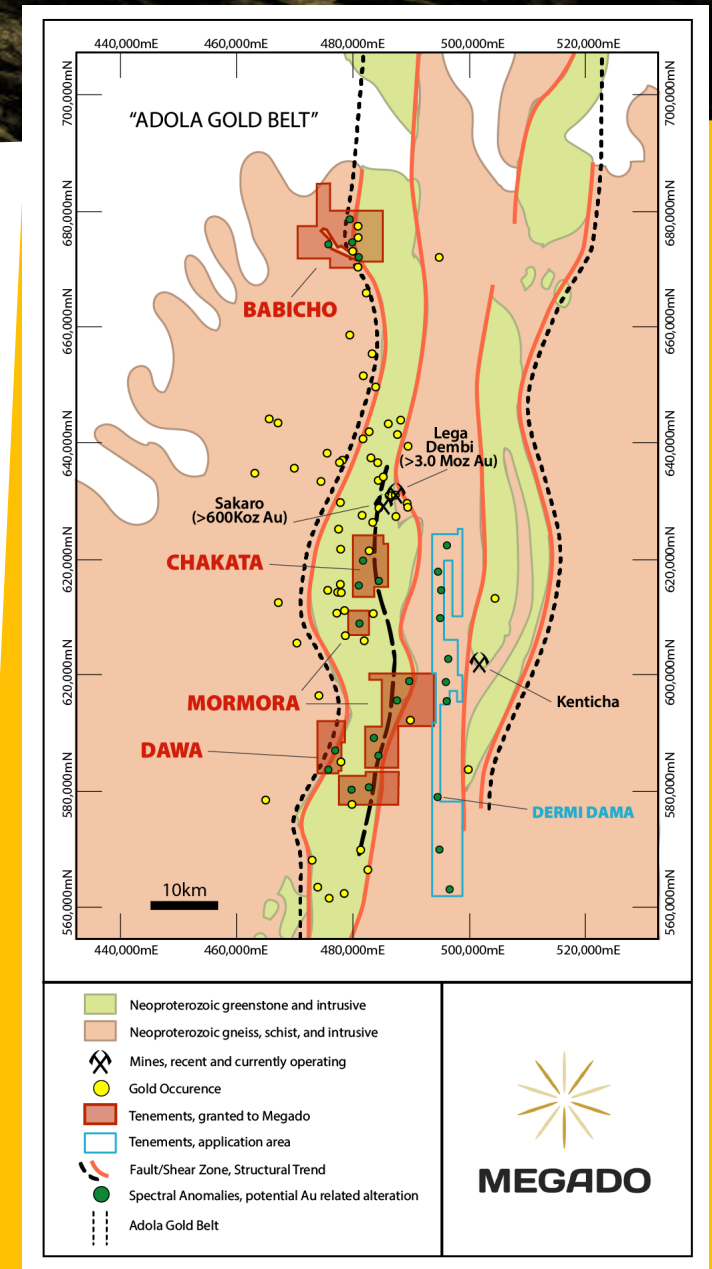 440,000mE 460,000mE 480,000mE 500,000mE 520,000mE
700,000mN 700,000mN
"ADOLA GOLD BELT"
680,000mN 680,000mN
BABICHO
660,000mN 660,000mN
640,000mN 640,000mN
Lega
Dembi
(>3.0 Moz Au)
Sakaro
(>600Koz Au)
CHAKATA
620,000mN 620,000mN
MORMORA
620,000mN 600,000mN
Kenticha
DAWA
580,000mN 580,000mN
DERMI DAMA
10km
560,000mN 560,000mN
440,000mE 460,000mE 480,000mE 500,000mE 520,000mE
Neoproterozoic greenstone and intrusive
Neoproterozoic gneiss, schist, and intrusive
Mines, recent and currently operating
Gold Occurence
Tenements, granted to Megado
Tenements, application area
Fault/Shear Zone, Structural Trend
Spectral Anomalies, potential Au related alteration
Adola Gold Belt
MEGADO